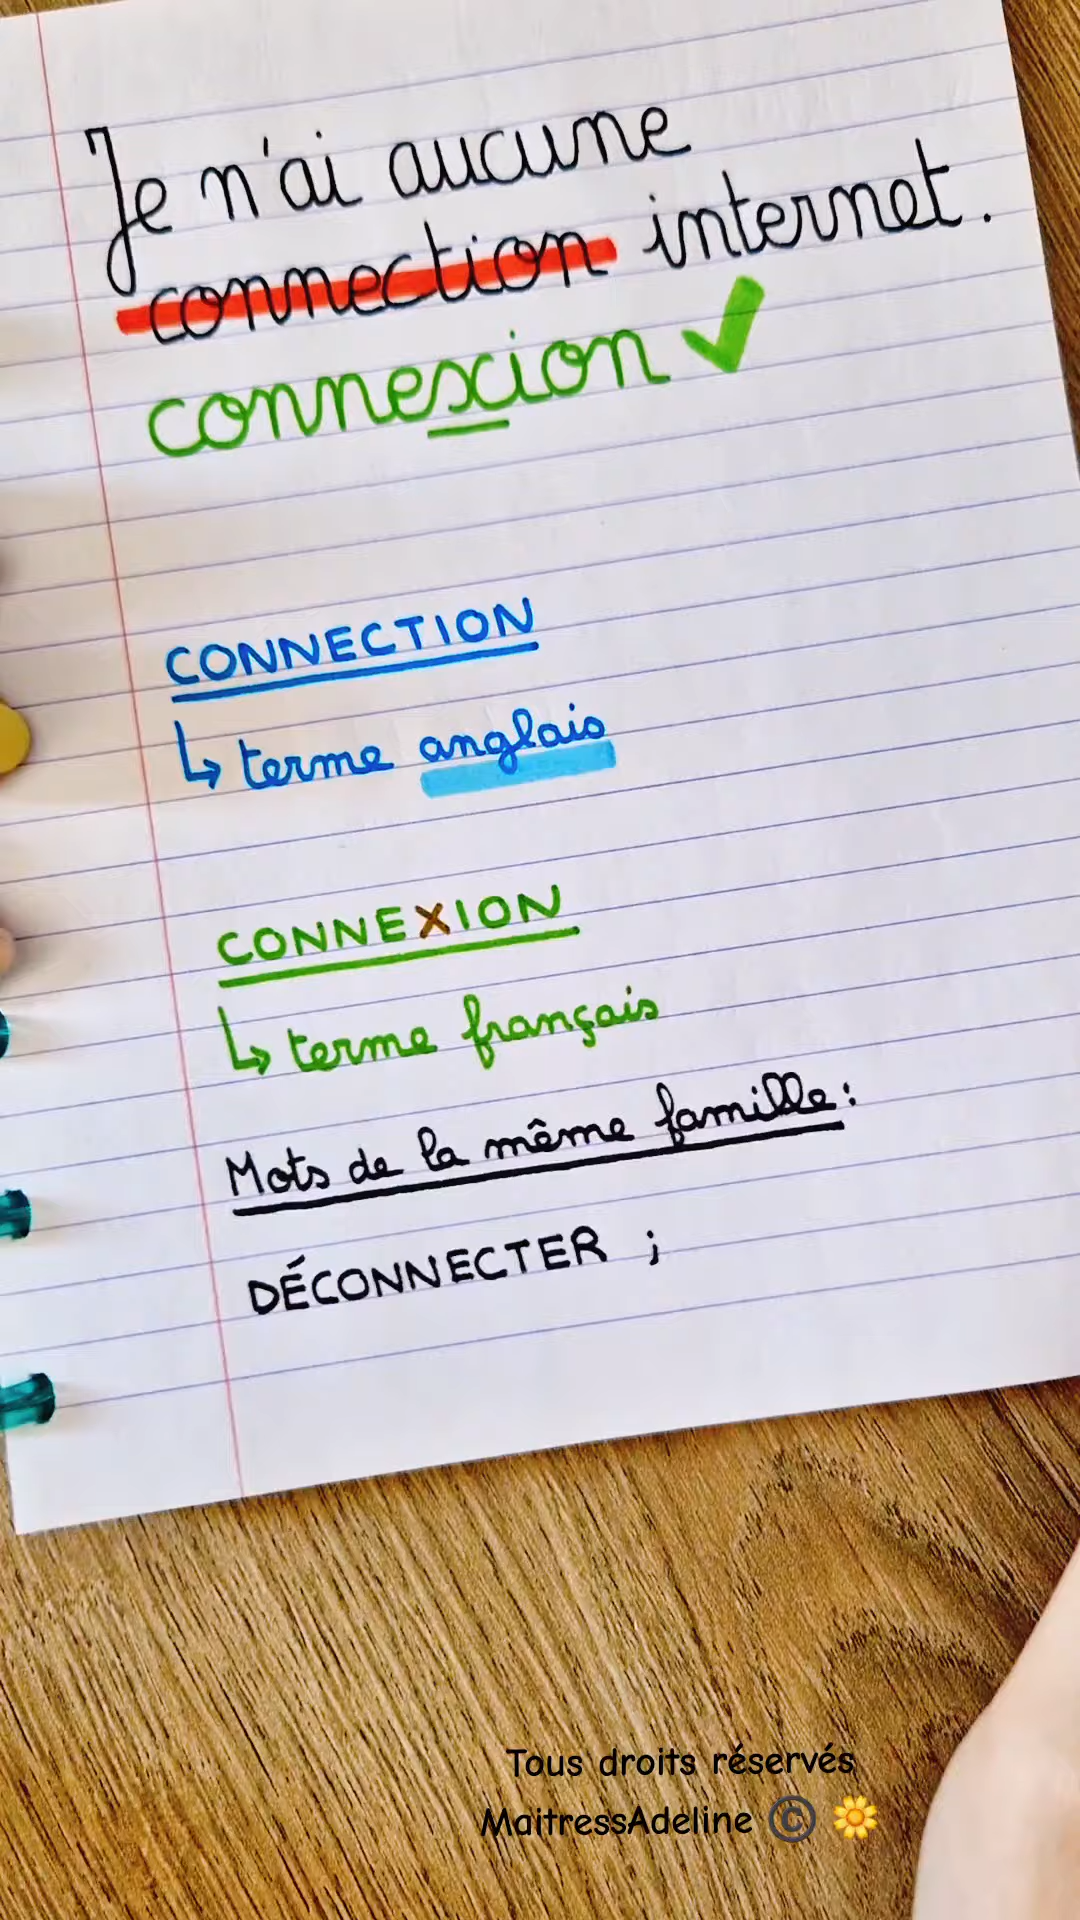 Je n'ai aucune
connection internet.
connexion ✓
CONNECTION
↳ terme anglais
CONNEXION
↳ terme français
Mots de la même famille :
DÉCONNECTER ;
Tous droits réservés
MaitressAdeline © 🌼